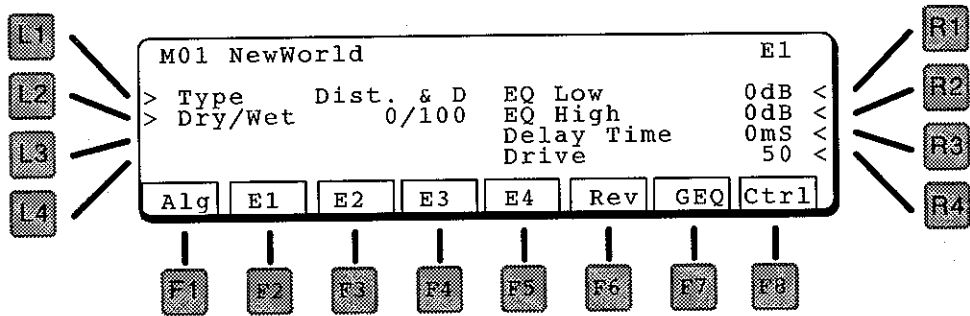 L1
L2
L3
L4
M01 NewWorld E1
> Type Dist. & D EQ Low 0dB <
> Dry/Wet 0/100 EQ High 0dB <
Delay Time 0mS <
Drive 50 <
Alg E1 E2 E3 E4 Rev GEQ Ctrl
R1
R2
R3
R4
F1 F2 F3 F4 F5 F6 F7 F8